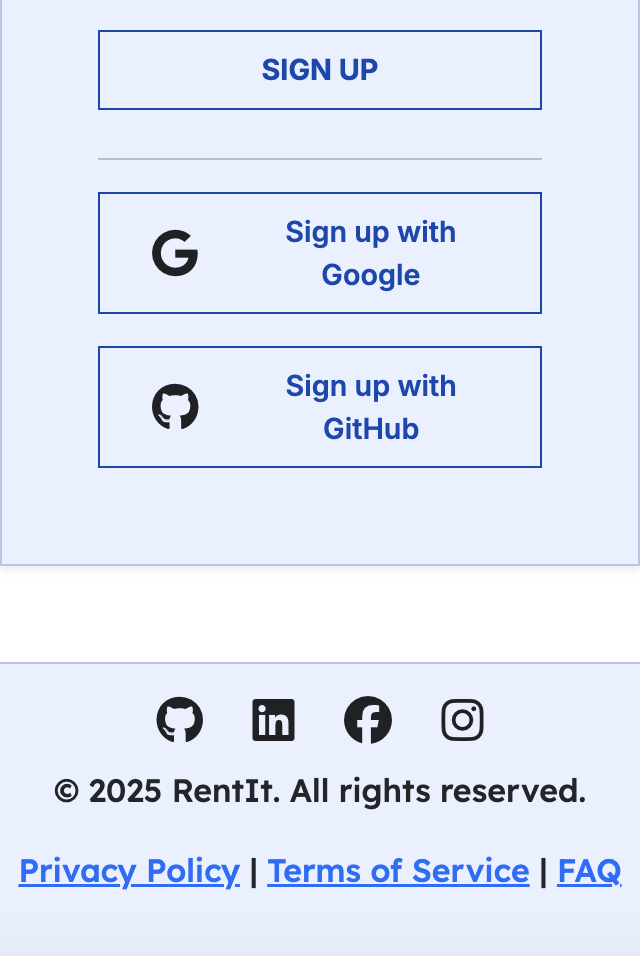 SIGN UP
Sign up with
Google
Sign up with
GitHub
© 2025 RentIt. All rights reserved.
Privacy Policy | Terms of Service | FAQ